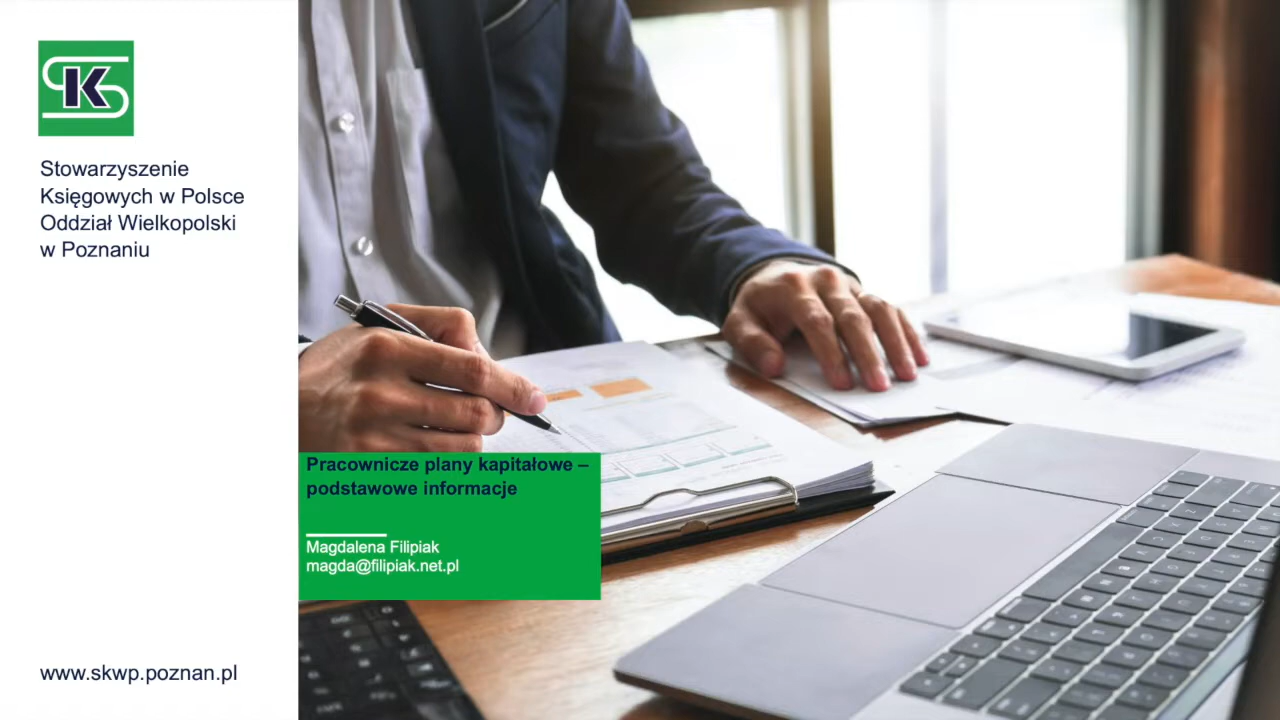 SK
Stowarzyszenie
Księgowych w Polsce
Oddział Wielkopolski
w Poznaniu
Pracownicze plany kapitałowe –
podstawowe informacje
Magdalena Filipiak
magda@filipiak.net.pl
www.skwp.poznan.pl